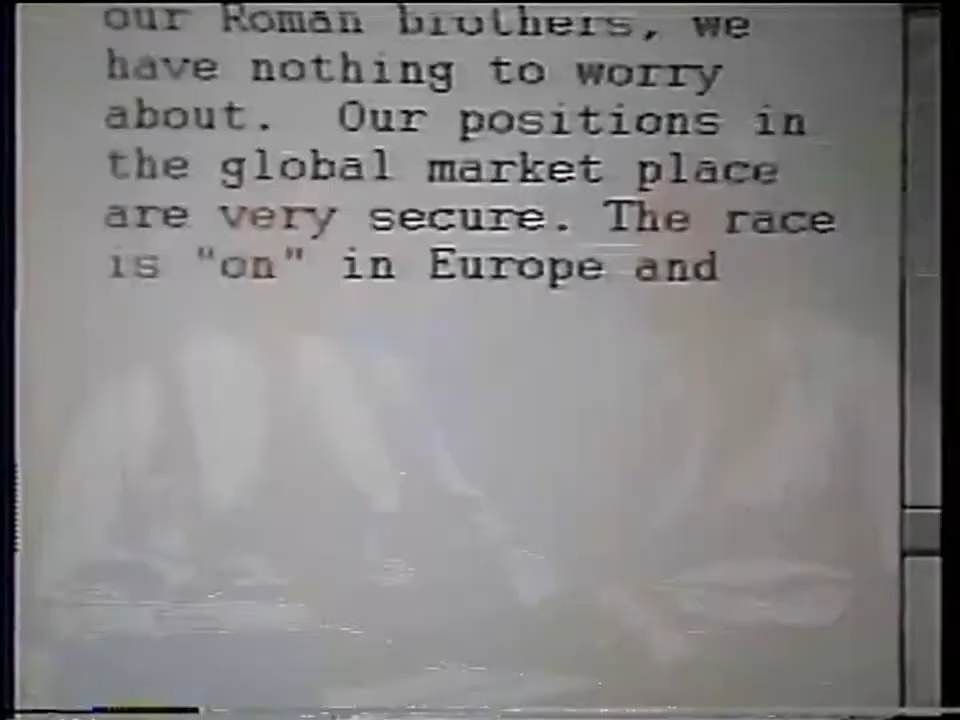 our Roman brothers, we
have nothing to worry
about. Our positions in
the global market place
are very secure. The race
is "on" in Europe and